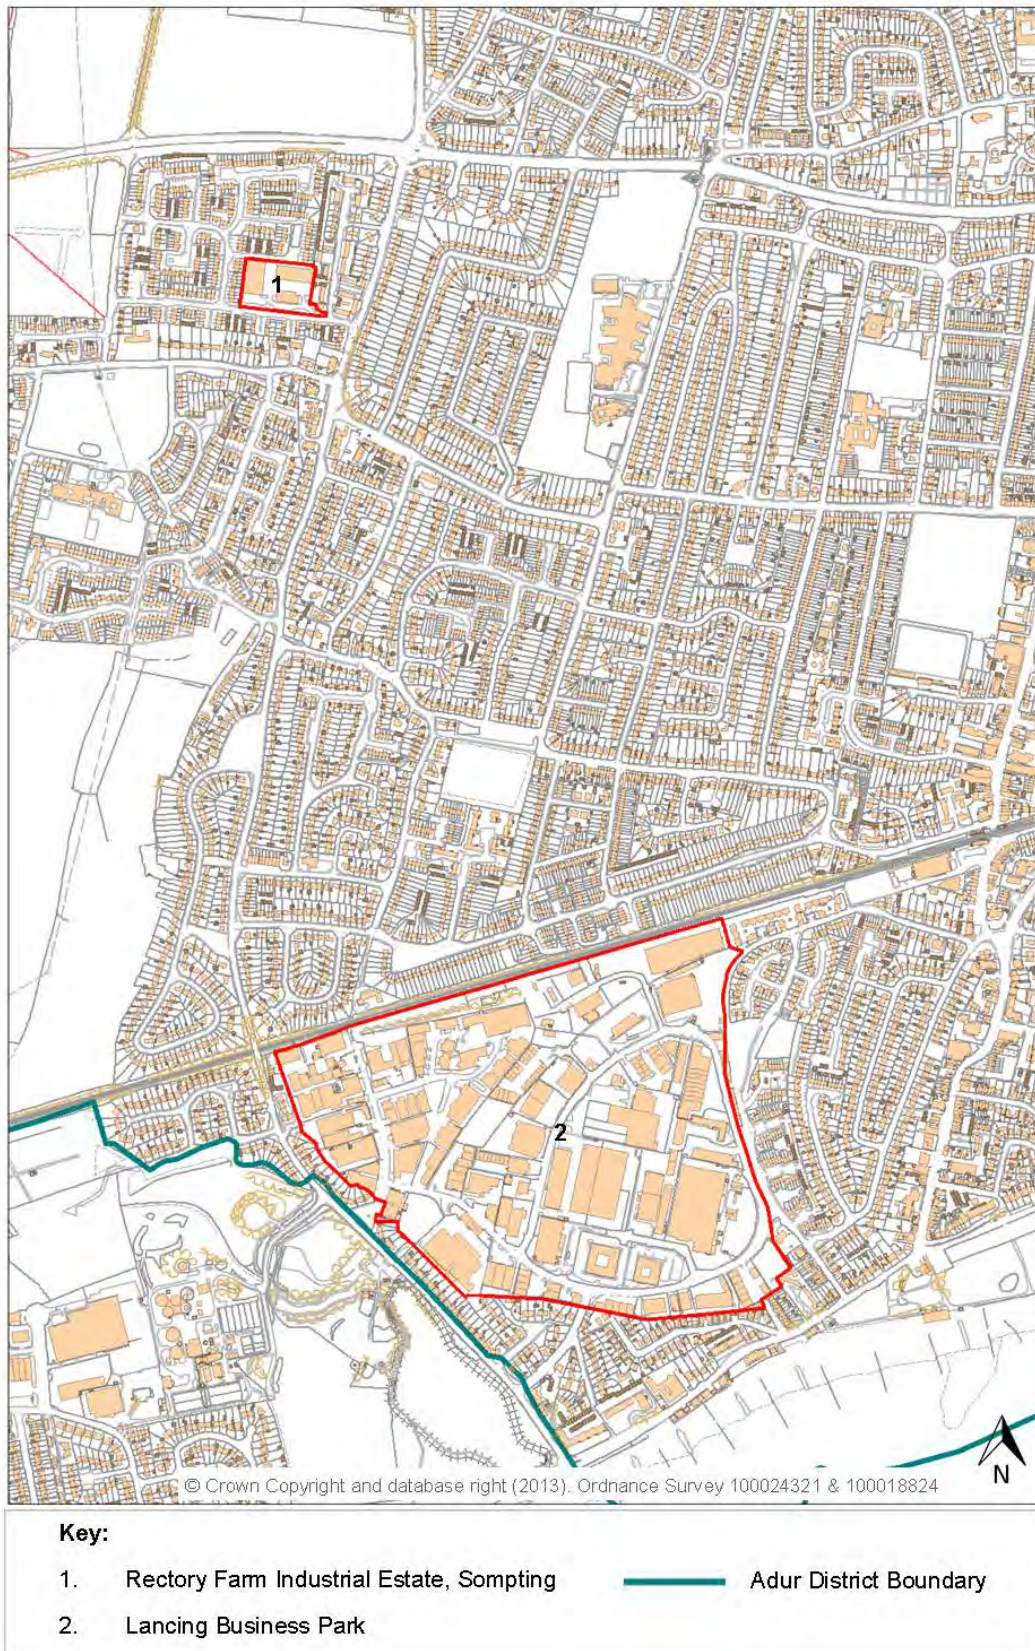 1
2
N
© Crown Copyright and database right (2013). Ordnance Survey 100024321 & 100018824
Key:
1. Rectory Farm Industrial Estate, Sompting
Adur District Boundary
2. Lancing Business Park